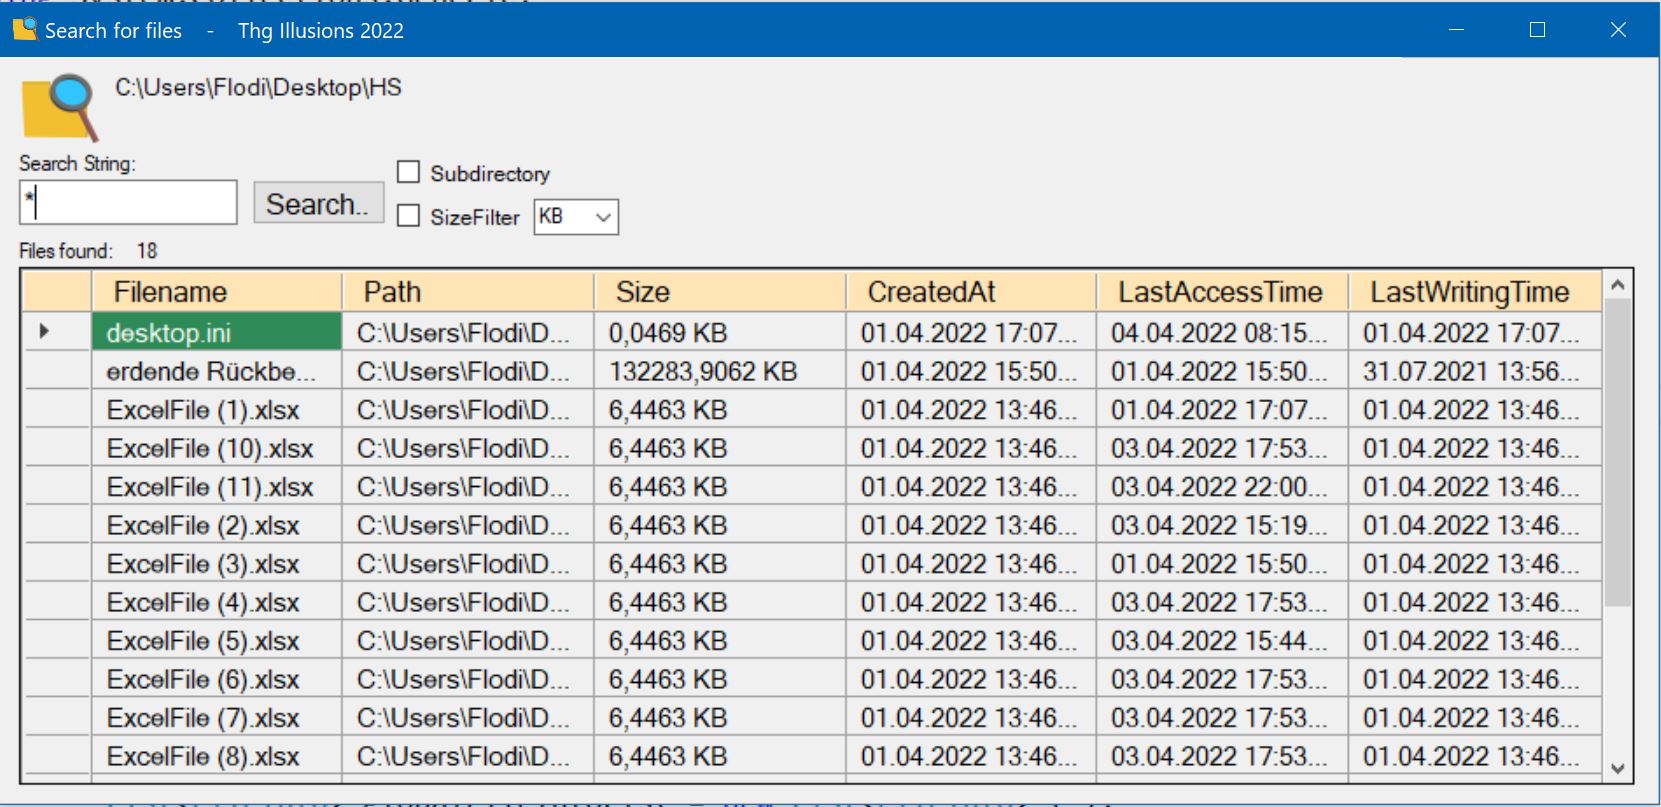 Search for files - Thg Illusions 2022
C:\Users\Flodi\Desktop\HS
Search String:
*
Search..
Subdirectory
SizeFilter KB
Files found: 18
Filename Path Size CreatedAt LastAccessTime LastWritingTime
desktop.ini C:\Users\Flodi\D... 0,0469 KB 01.04.2022 17:07... 04.04.2022 08:15... 01.04.2022 17:07...
erdende Rückbe... C:\Users\Flodi\D... 132283,9062 KB 01.04.2022 15:50... 01.04.2022 15:50... 31.07.2021 13:56...
ExcelFile (1).xlsx C:\Users\Flodi\D... 6,4463 KB 01.04.2022 13:46... 01.04.2022 17:07... 01.04.2022 13:46...
ExcelFile (10).xlsx C:\Users\Flodi\D... 6,4463 KB 01.04.2022 13:46... 03.04.2022 17:53... 01.04.2022 13:46...
ExcelFile (11).xlsx C:\Users\Flodi\D... 6,4463 KB 01.04.2022 13:46... 03.04.2022 22:00... 01.04.2022 13:46...
ExcelFile (2).xlsx C:\Users\Flodi\D... 6,4463 KB 01.04.2022 13:46... 03.04.2022 15:19... 01.04.2022 13:46...
ExcelFile (3).xlsx C:\Users\Flodi\D... 6,4463 KB 01.04.2022 13:46... 01.04.2022 15:50... 01.04.2022 13:46...
ExcelFile (4).xlsx C:\Users\Flodi\D... 6,4463 KB 01.04.2022 13:46... 03.04.2022 17:53... 01.04.2022 13:46...
ExcelFile (5).xlsx C:\Users\Flodi\D... 6,4463 KB 01.04.2022 13:46... 03.04.2022 15:44... 01.04.2022 13:46...
ExcelFile (6).xlsx C:\Users\Flodi\D... 6,4463 KB 01.04.2022 13:46... 03.04.2022 17:53... 01.04.2022 13:46...
ExcelFile (7).xlsx C:\Users\Flodi\D... 6,4463 KB 01.04.2022 13:46... 03.04.2022 17:53... 01.04.2022 13:46...
ExcelFile (8).xlsx C:\Users\Flodi\D... 6,4463 KB 01.04.2022 13:46... 03.04.2022 17:53... 01.04.2022 13:46...